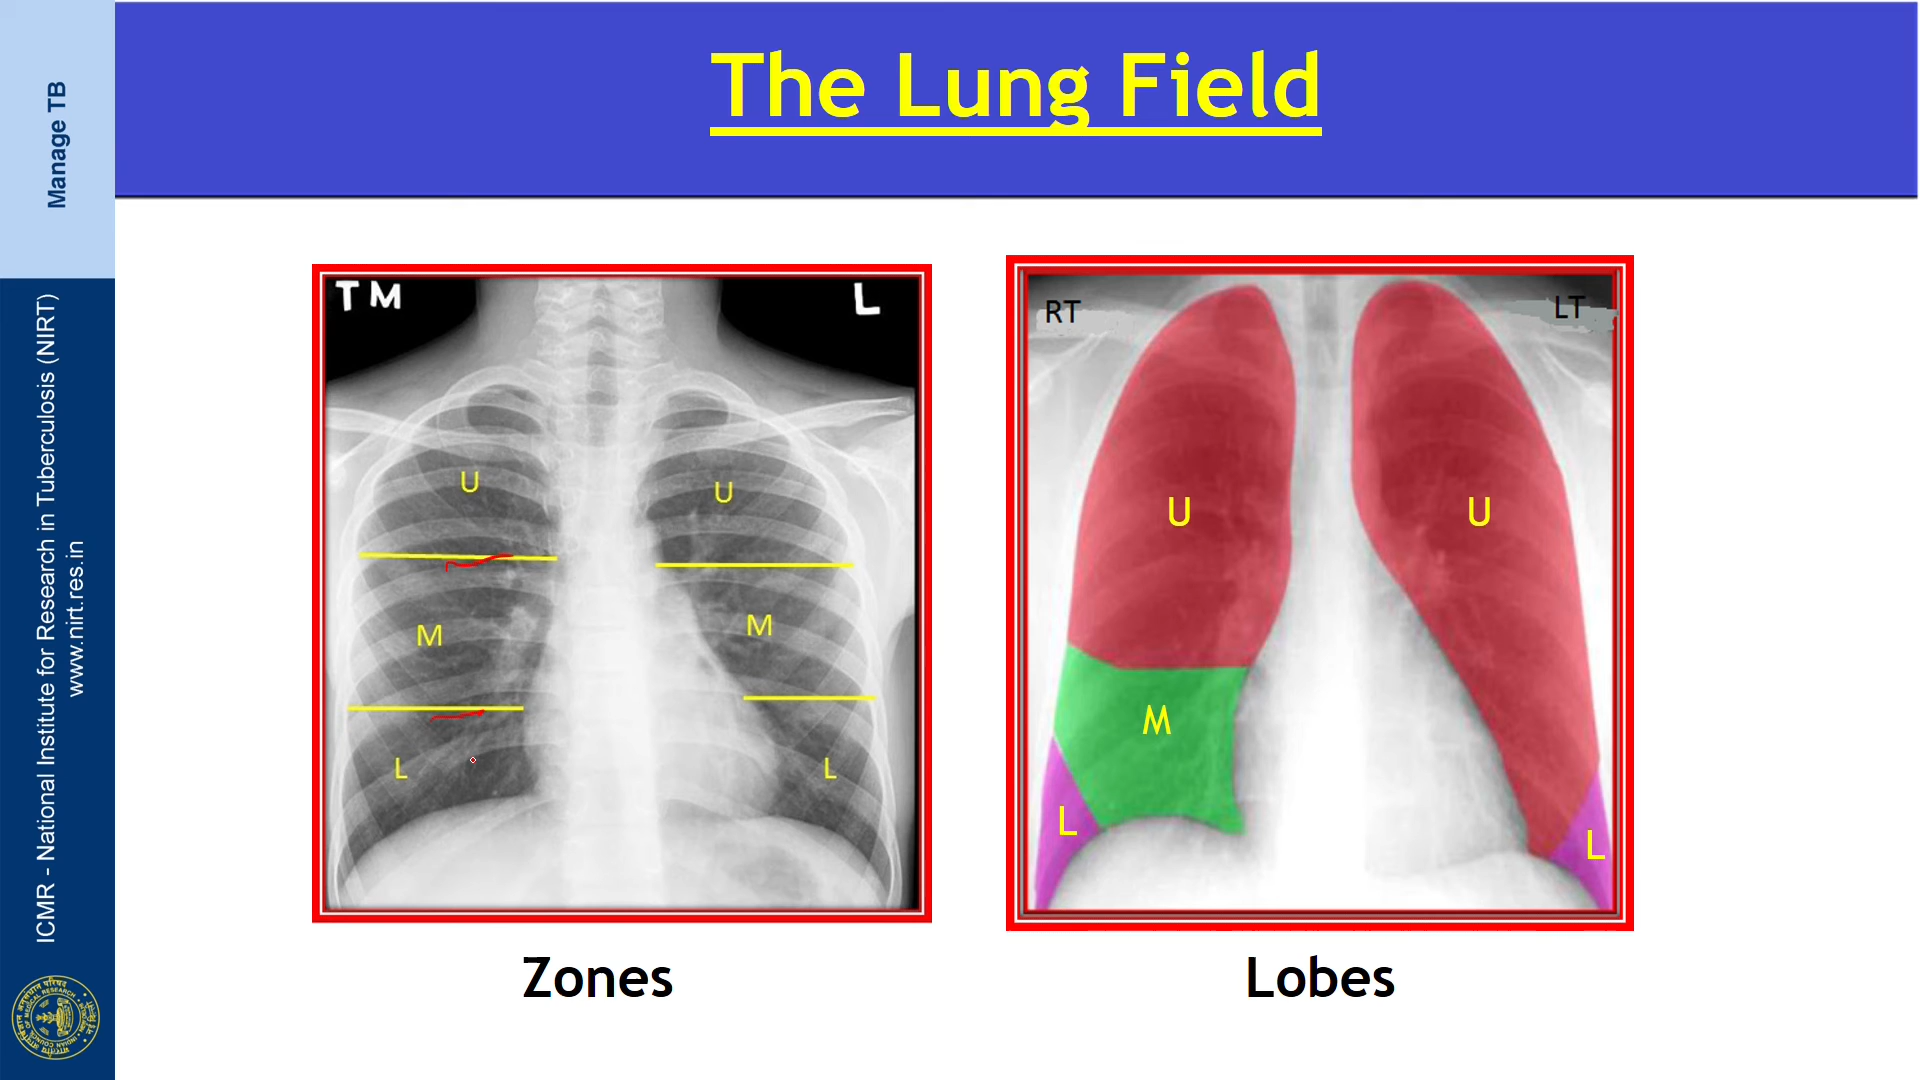 The Lung Field
Manage TB
ICMR - National Institute for Research in Tuberculosis (NIRT)
www.nirt.res.in
TM
L
U
U
M
M
L
L
Zones
RT
LT
U
U
M
L
L
Lobes